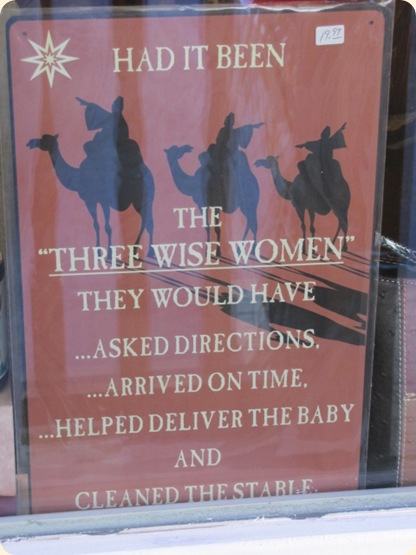 19.99
HAD IT BEEN
THE
"THREE WISE WOMEN"
THEY WOULD HAVE
...ASKED DIRECTIONS,
...ARRIVED ON TIME,
...HELPED DELIVER THE BABY
AND
CLEANED THE STABLE.